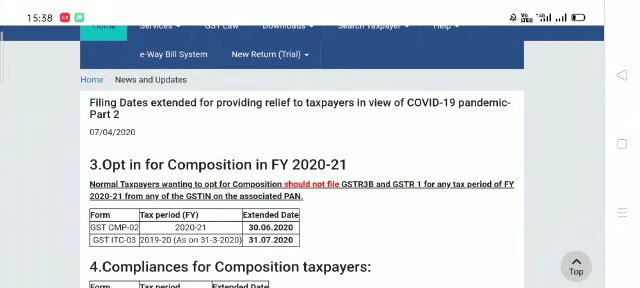 15:38
Home Services GST Law Downloads Search Taxpayer Help
e-Way Bill System New Return (Trial)
Home News and Updates
Filing Dates extended for providing relief to taxpayers in view of COVID-19 pandemic-
Part 2
07/04/2020
3.Opt in for Composition in FY 2020-21
Normal Taxpayers wanting to opt for Composition should not file GSTR3B and GSTR 1 for any tax period of FY
2020-21 from any of the GSTIN on the associated PAN.
Form Tax period (FY) Extended Date
GST CMP-02 2020-21 30.06.2020
GST ITC-03 2019-20 (As on 31-3-2020) 31.07.2020
Top
4.Compliances for Composition taxpayers:
Form Tax period Extended Date